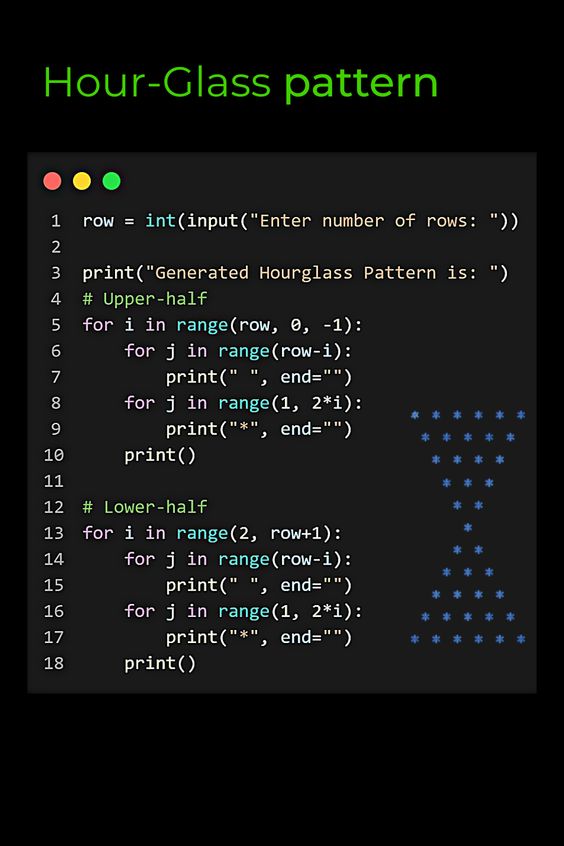 Hour-Glass pattern
1 row = int(input("Enter number of rows: "))
2
3 print("Generated Hourglass Pattern is: ")
4 # Upper-half
5 for i in range(row, 0, -1):
6     for j in range(row-i):
7         print(" ", end="")
8     for j in range(1, 2*i):
9         print("*", end="")
10     print()
11
12 # Lower-half
13 for i in range(2, row+1):
14     for j in range(row-i):
15         print(" ", end="")
16     for j in range(1, 2*i):
17         print("*", end="")
18     print()
* * * * * *
 * * * * *
  * * * *
   * * *
    * *
     *
    * *
   * * *
  * * * *
 * * * * *
* * * * * *